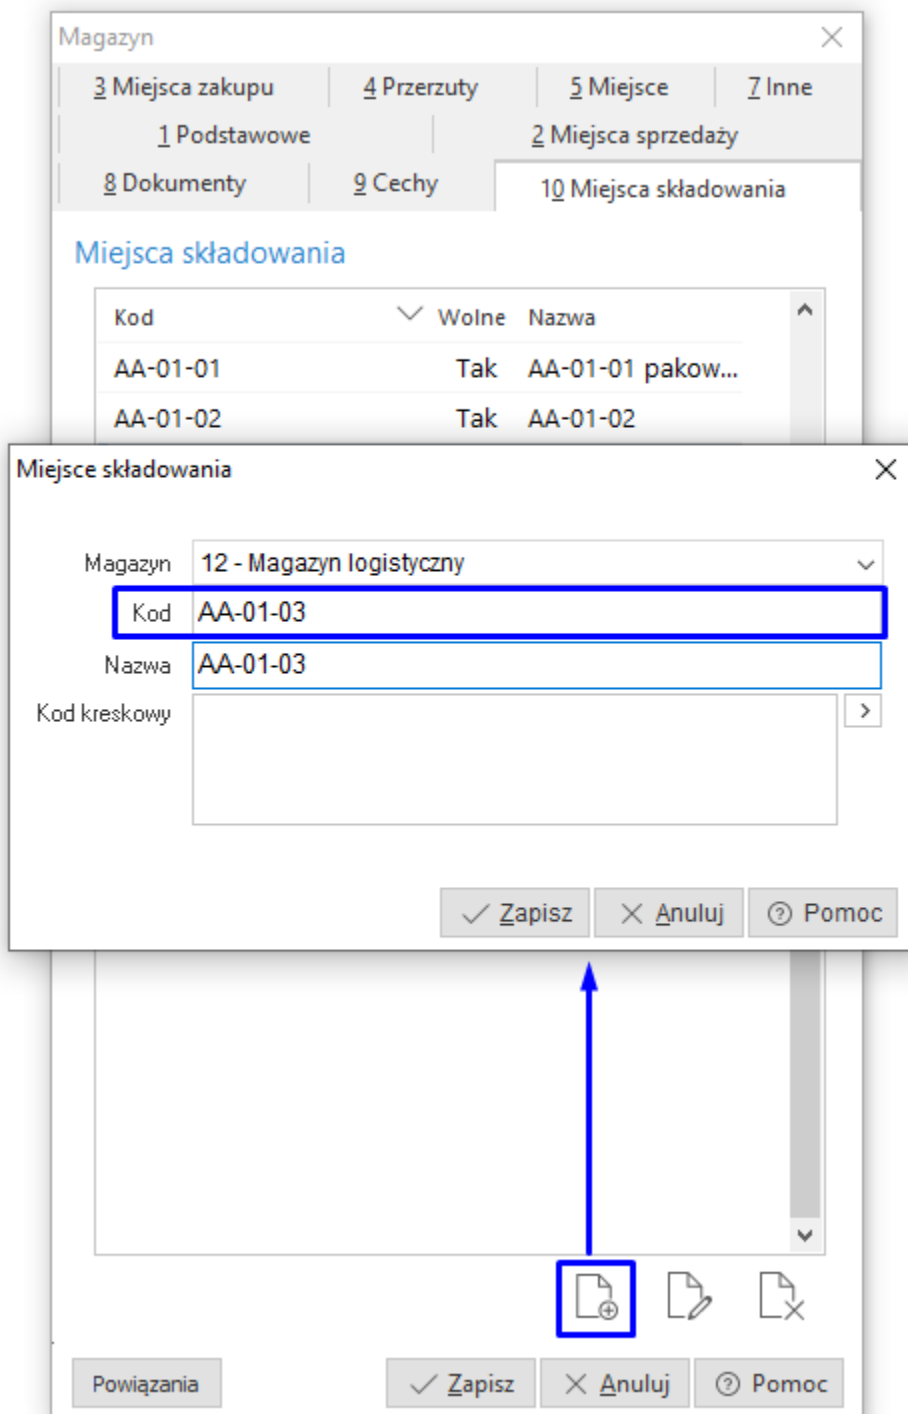 Magazyn
3 Miejsca zakupu 4 Przerzuty 5 Miejsce 7 Inne
1 Podstawowe 2 Miejsca sprzedaży
8 Dokumenty 9 Cechy 10 Miejsca składowania
Miejsca składowania
Kod Wolne Nazwa
AA-01-01 Tak AA-01-01 pakow...
AA-01-02 Tak AA-01-02
Miejsce składowania
Magazyn 12 - Magazyn logistyczny
Kod AA-01-03
Nazwa AA-01-03
Kod kreskowy
Zapisz Anuluj Pomoc
Powiązania Zapisz Anuluj Pomoc